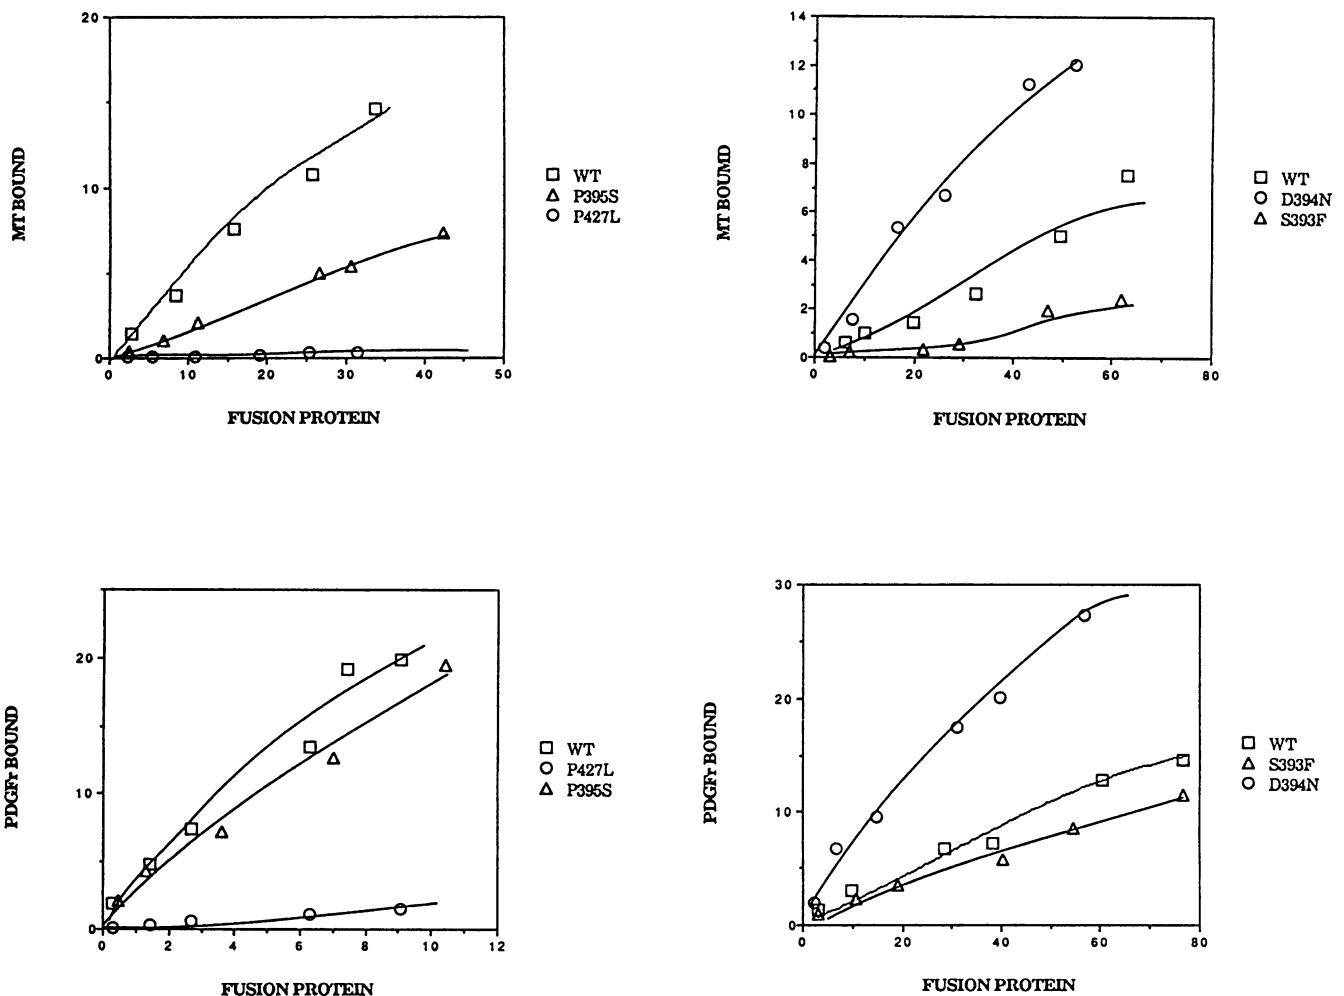 20
10
0
0 10 20 30 40 50
MT BOUND
FUSION PROTEIN
WT
P395S
P427L
14
12
10
8
6
4
2
0
0 20 40 60 80
MT BOUMD
FUSION PROTEIN
WT
D394N
S393F
20
10
0
0 2 4 6 8 10 12
PDGFr BOUND
FUSION PROTEIN
WT
P427L
P395S
30
20
10
0
0 20 40 60 80
PDGFr BOUND
FUSION PROTEIN
WT
S393F
D394N